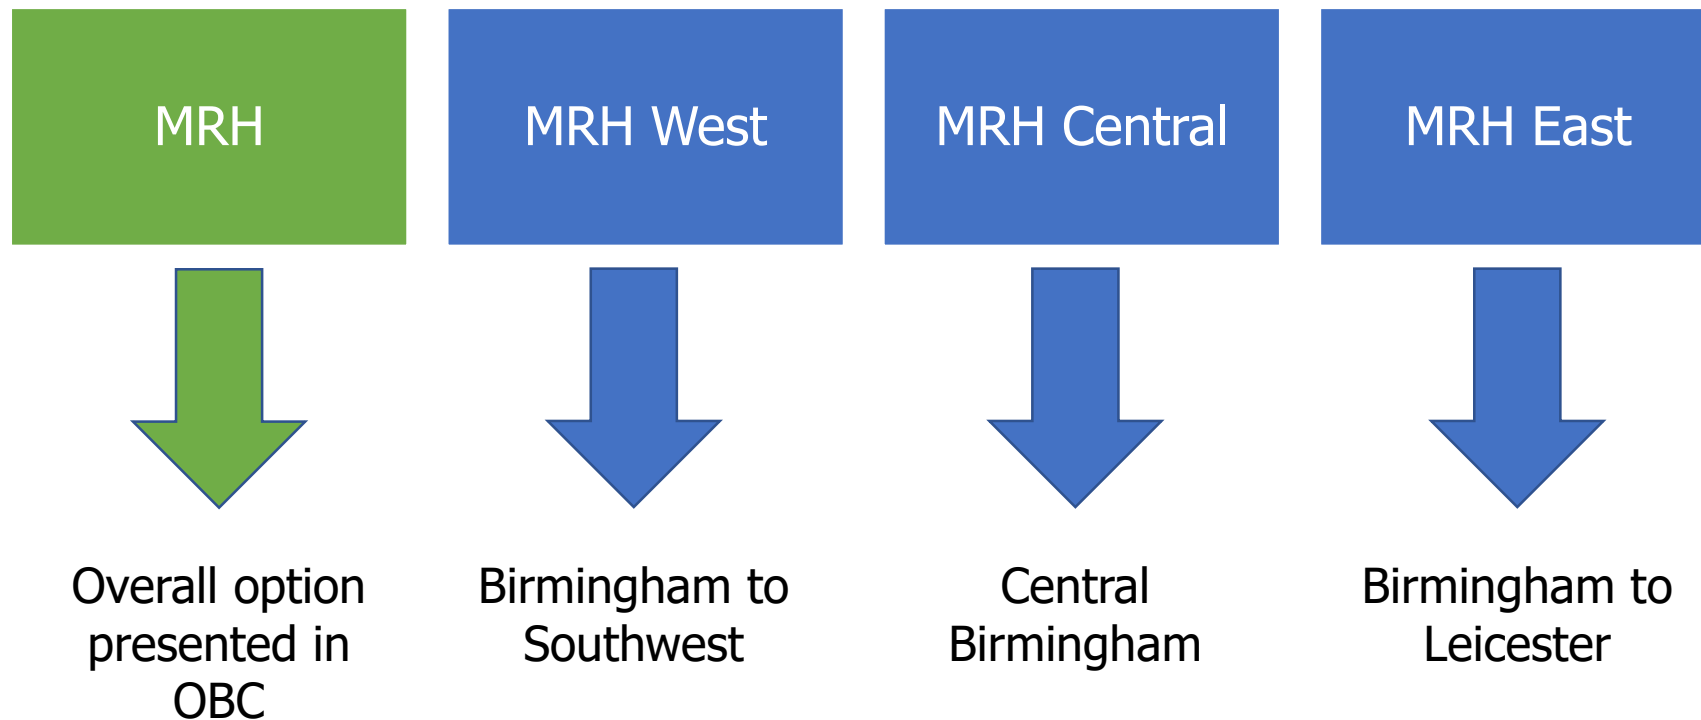 MRH
MRH West
MRH Central
MRH East
Overall option
presented in
OBC
Birmingham to
Southwest
Central
Birmingham
Birmingham to
Leicester